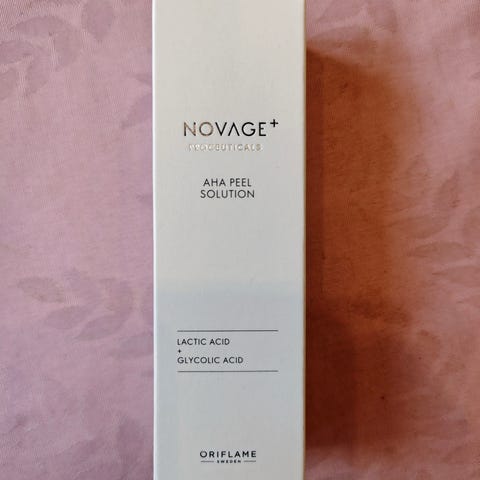 NOVAGE+
PROCEUTICALS
AHA PEEL
SOLUTION
LACTIC ACID
+
GLYCOLIC ACID
ORIFLAME
SWEDEN